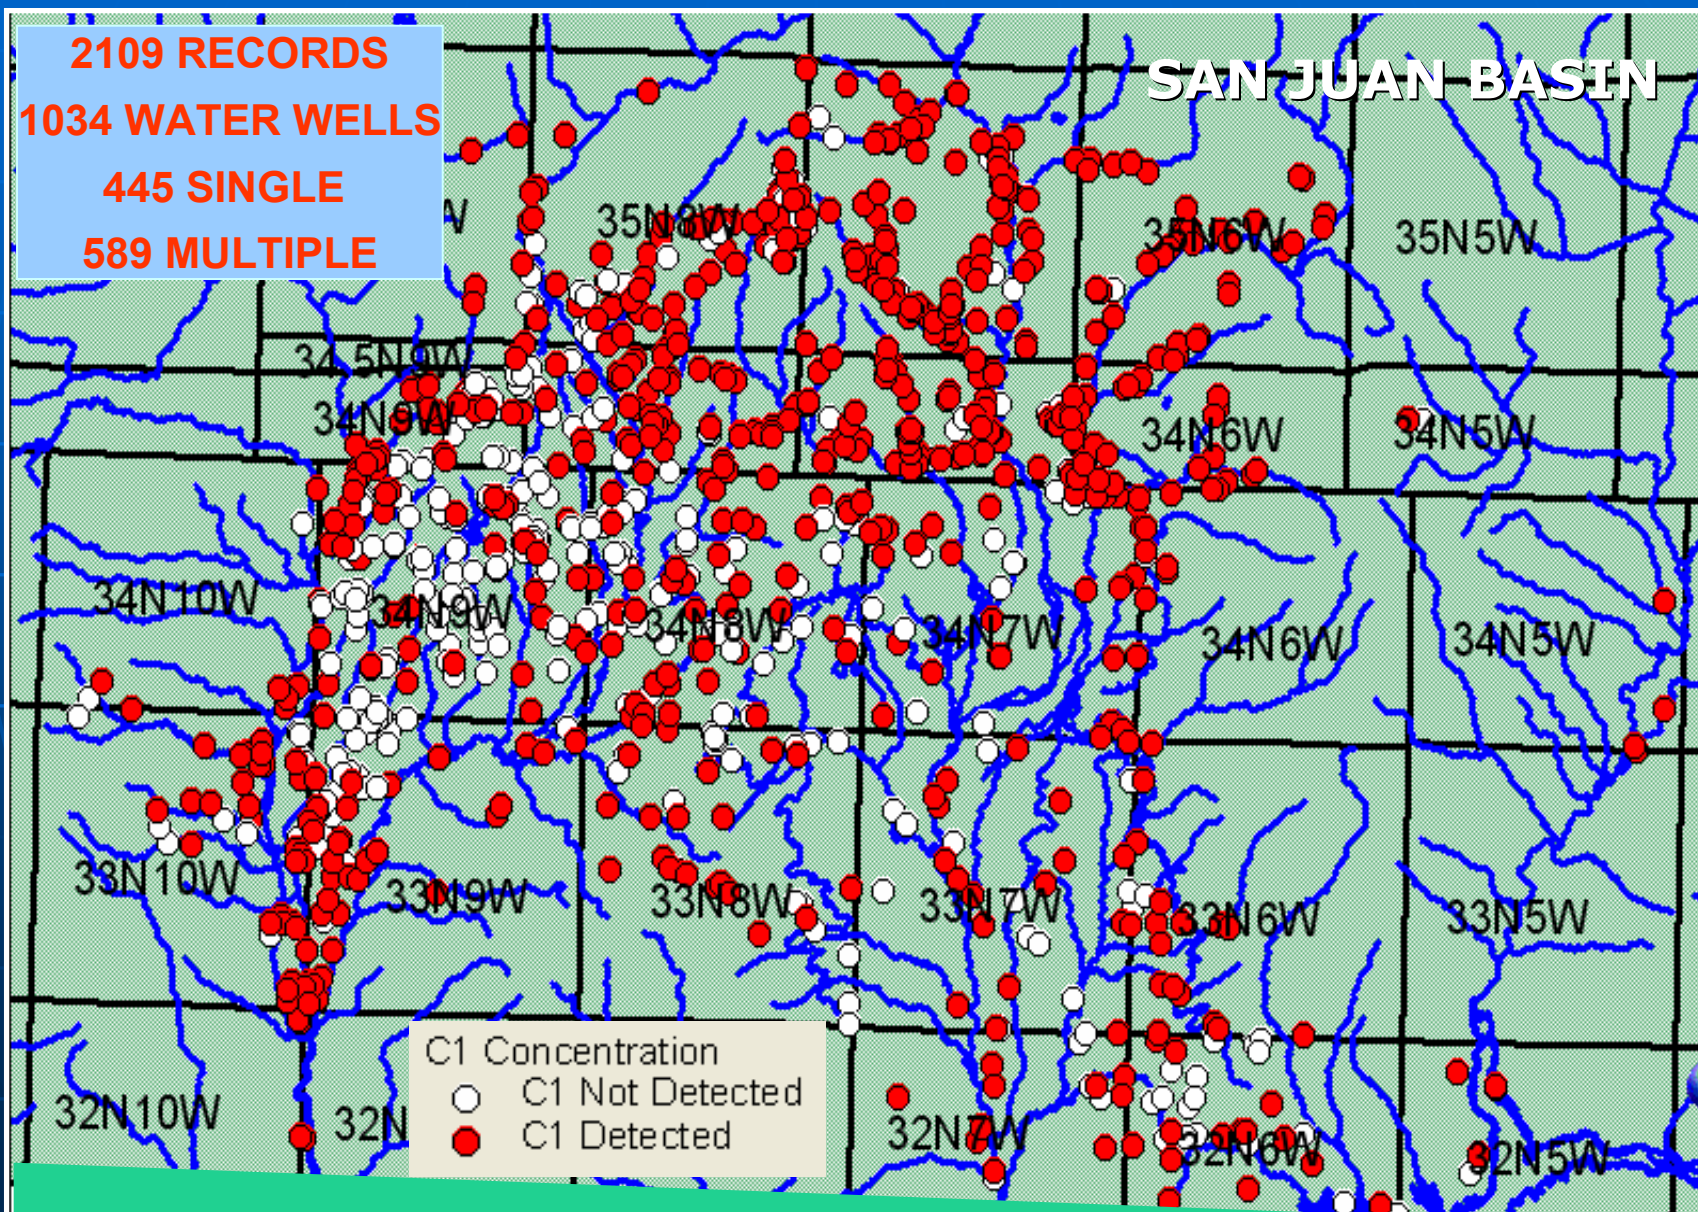 2109 RECORDS
1034 WATER WELLS
445 SINGLE
589 MULTIPLE
SAN JUAN BASIN
W
35N8W
35N6W
35N5W
34.5N9W
34N9W
34N6W
34N5W
34N10W
34N9W
34N8W
34N7W
34N6W
34N5W
33N10W
33N9W
33N8W
33N7W
33N6W
33N5W
C1 Concentration
C1 Not Detected
C1 Detected
32N10W
32N
32N7W
32N6W
32N5W